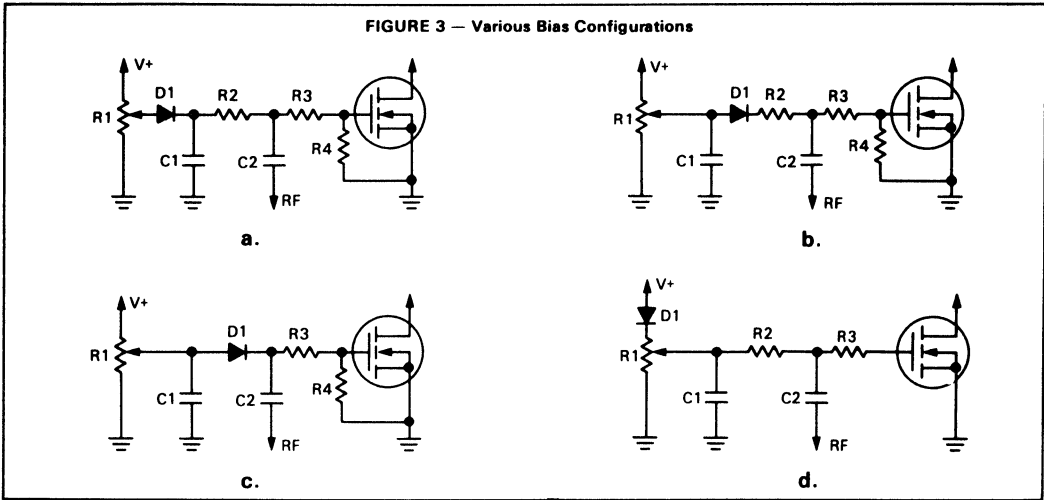 FIGURE 3 — Various Bias Configurations
V+
D1
R1
R2
R3
R4
C1
C2
RF
a.
V+
D1
R1
R2
R3
R4
C1
C2
RF
b.
V+
D1
R1
R3
R4
C1
C2
RF
c.
V+
D1
R1
R2
R3
C1
C2
RF
d.